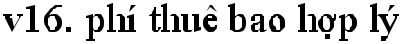 v16. phí thuê bao hợp lý